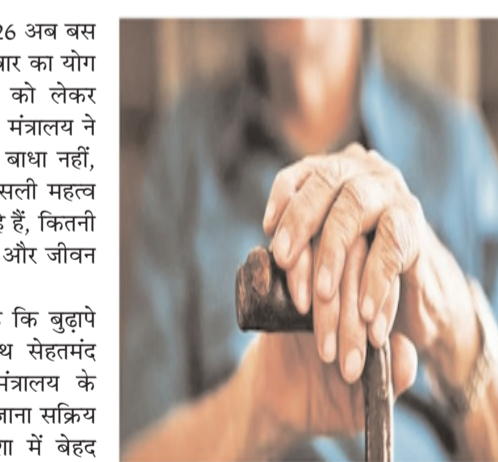 26 अब बस
बार का योग
को लेकर
मंत्रालय ने
बाधा नहीं,
सली महत्व
हे हैं, कितनी
और जीवन
कि बुढ़ापे
थ सेहतमंद
मंत्रालय के
जाना सक्रिय
शा में बेहद